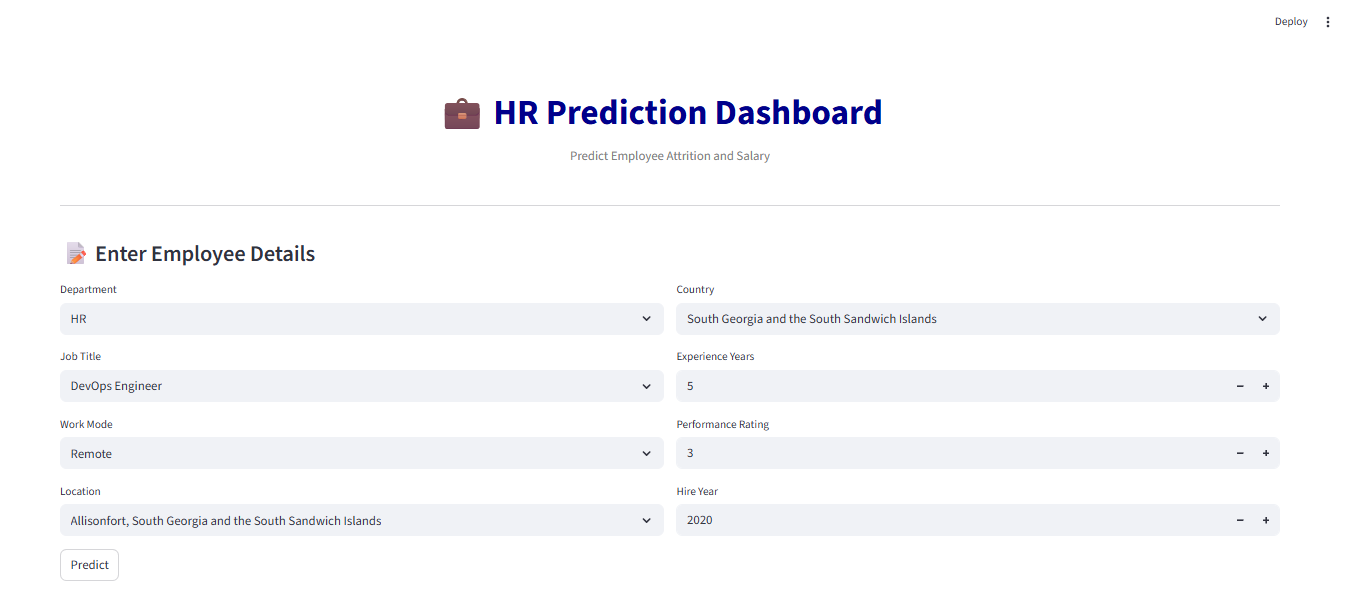 Deploy
HR Prediction Dashboard
Predict Employee Attrition and Salary
Enter Employee Details
Department
HR
Country
South Georgia and the South Sandwich Islands
Job Title
DevOps Engineer
Experience Years
5
Work Mode
Remote
Performance Rating
3
Location
Allisonfort, South Georgia and the South Sandwich Islands
Hire Year
2020
Predict